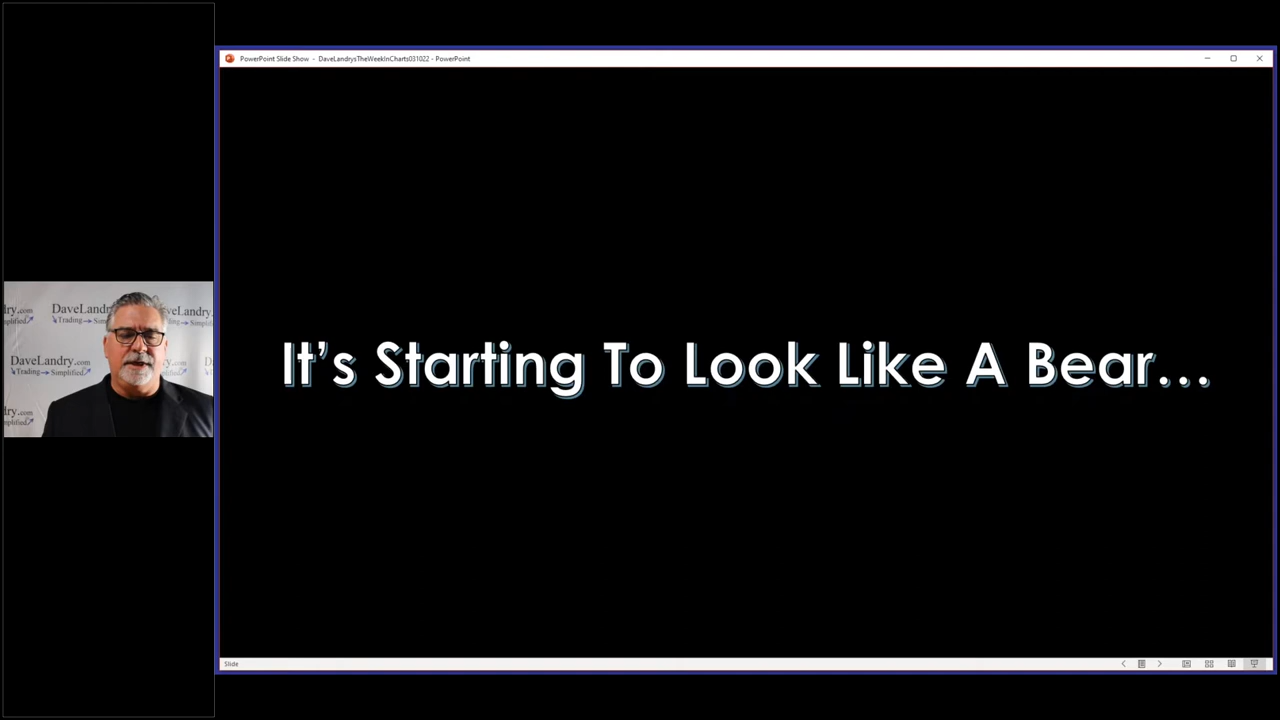 PowerPoint Slide Show - DaveLandrysTheWeekInCharts031022 - PowerPoint
It’s Starting To Look Like A Bear…
DaveLandry.com
Trading Simplified
DaveLandry.com
Trading Simplified
Slide